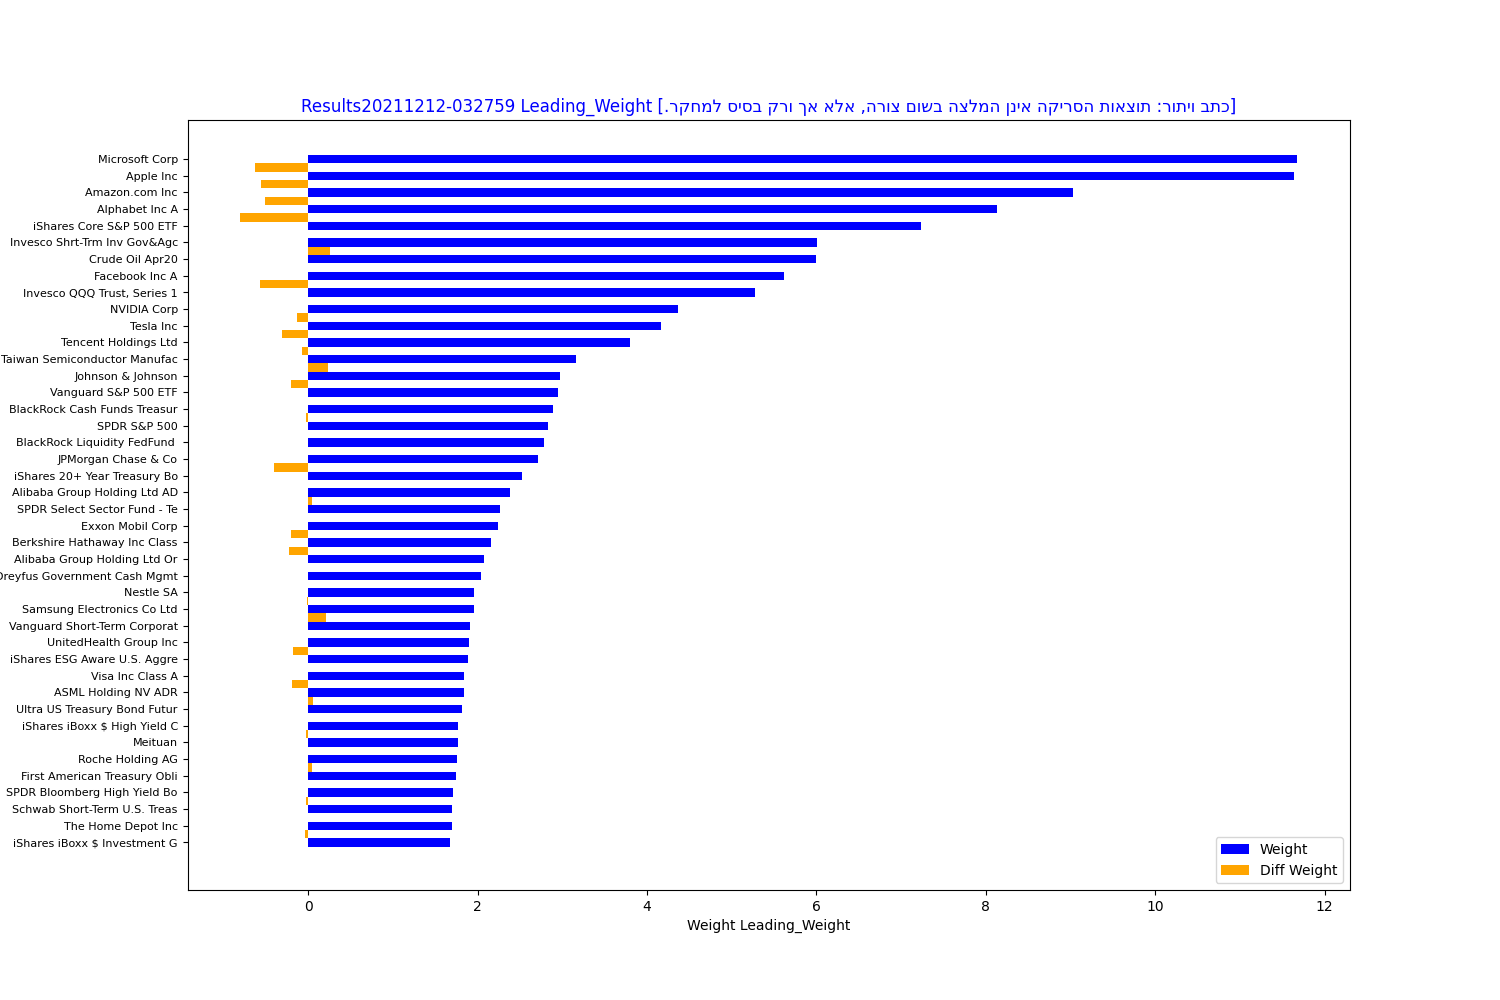 Results20211212-032759 Leading_Weight [כתב ויתור: תוצאות הסריקה אינן המלצה בשום צורה, אלא אך ורק בסיס למחקר.]
Microsoft Corp
Apple Inc
Amazon.com Inc
Alphabet Inc A
iShares Core S&P 500 ETF
Invesco Shrt-Trm Inv Gov&Agc
Crude Oil Apr20
Facebook Inc A
Invesco QQQ Trust, Series 1
NVIDIA Corp
Tesla Inc
Tencent Holdings Ltd
Taiwan Semiconductor Manufac
Johnson & Johnson
Vanguard S&P 500 ETF
BlackRock Cash Funds Treasur
SPDR S&P 500
BlackRock Liquidity FedFund
JPMorgan Chase & Co
iShares 20+ Year Treasury Bo
Alibaba Group Holding Ltd AD
SPDR Select Sector Fund - Te
Exxon Mobil Corp
Berkshire Hathaway Inc Class
Alibaba Group Holding Ltd Or
Dreyfus Government Cash Mgmt
Nestle SA
Samsung Electronics Co Ltd
Vanguard Short-Term Corporat
UnitedHealth Group Inc
iShares ESG Aware U.S. Aggre
Visa Inc Class A
ASML Holding NV ADR
Ultra US Treasury Bond Futur
iShares iBoxx $ High Yield C
Meituan
Roche Holding AG
First American Treasury Obli
SPDR Bloomberg High Yield Bo
Schwab Short-Term U.S. Treas
The Home Depot Inc
iShares iBoxx $ Investment G
Weight
Diff Weight
0 2 4 6 8 10 12
Weight Leading_Weight